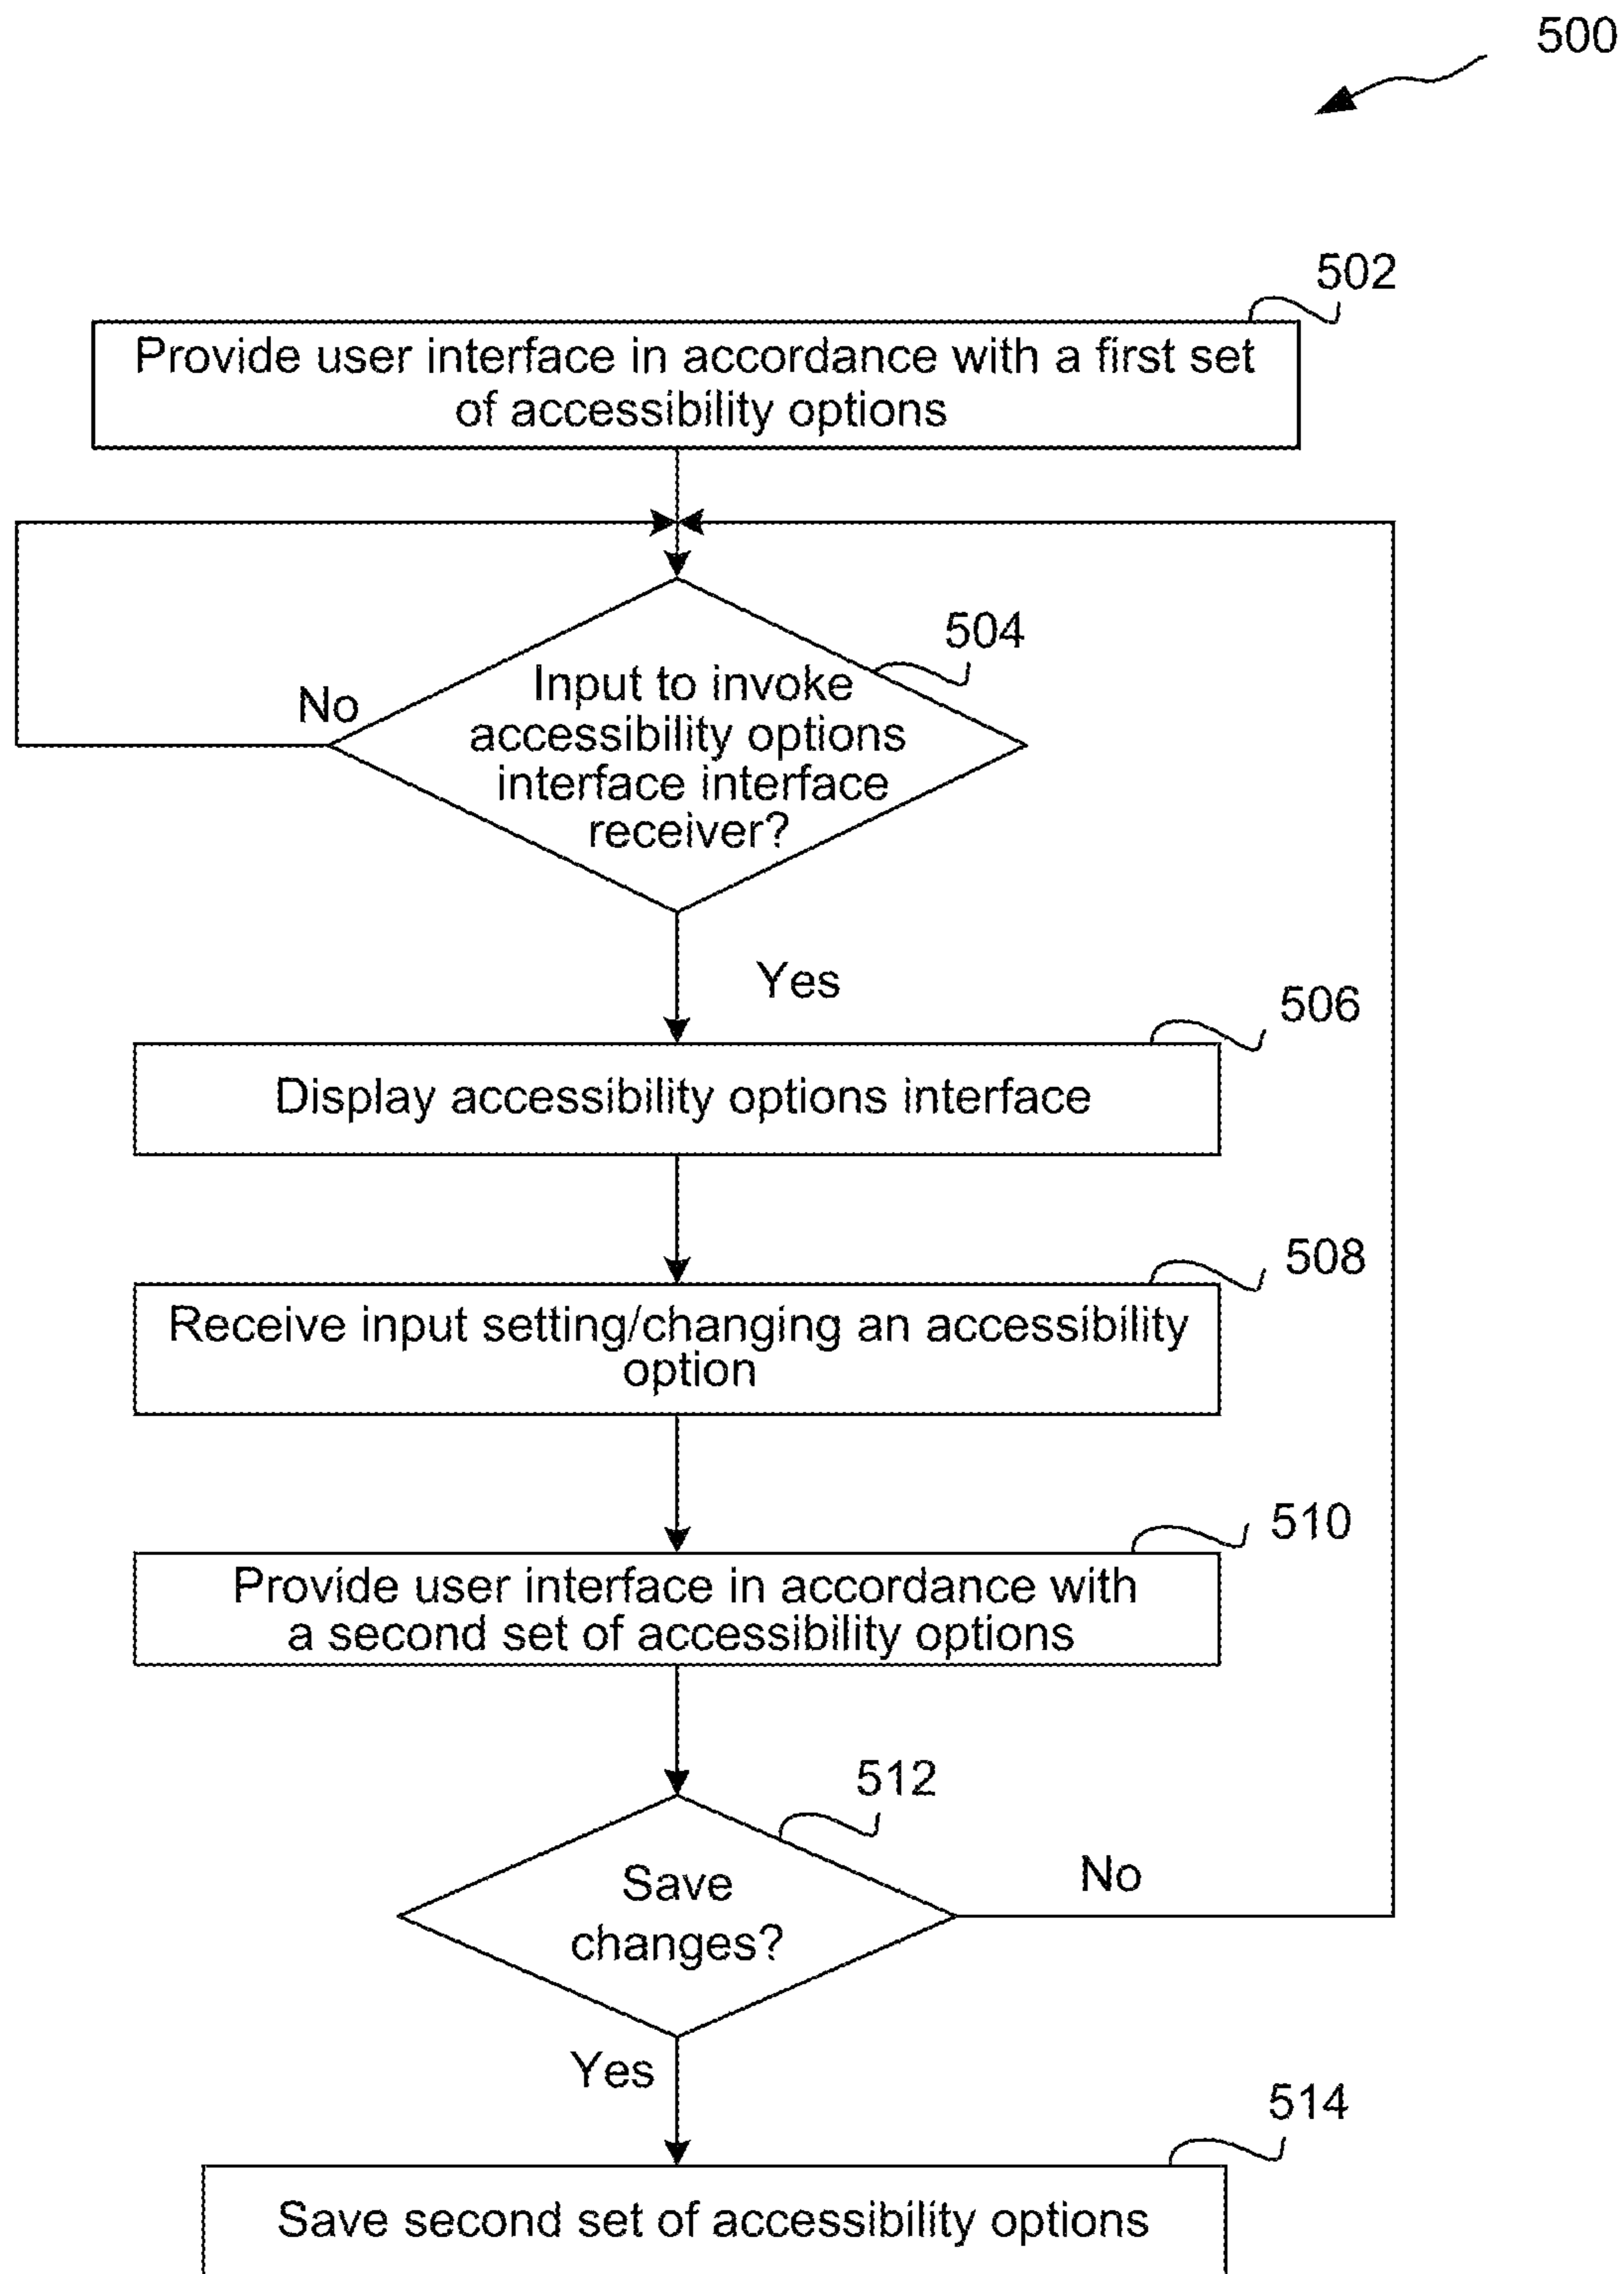 500
502
Provide user interface in accordance with a first set
of accessibility options
504
No
Input to invoke
accessibility options
interface interface
receiver?
Yes
506
Display accessibility options interface
508
Receive input setting/changing an accessibility
option
510
Provide user interface in accordance with
a second set of accessibility options
512
Save
changes?
No
Yes
514
Save second set of accessibility options